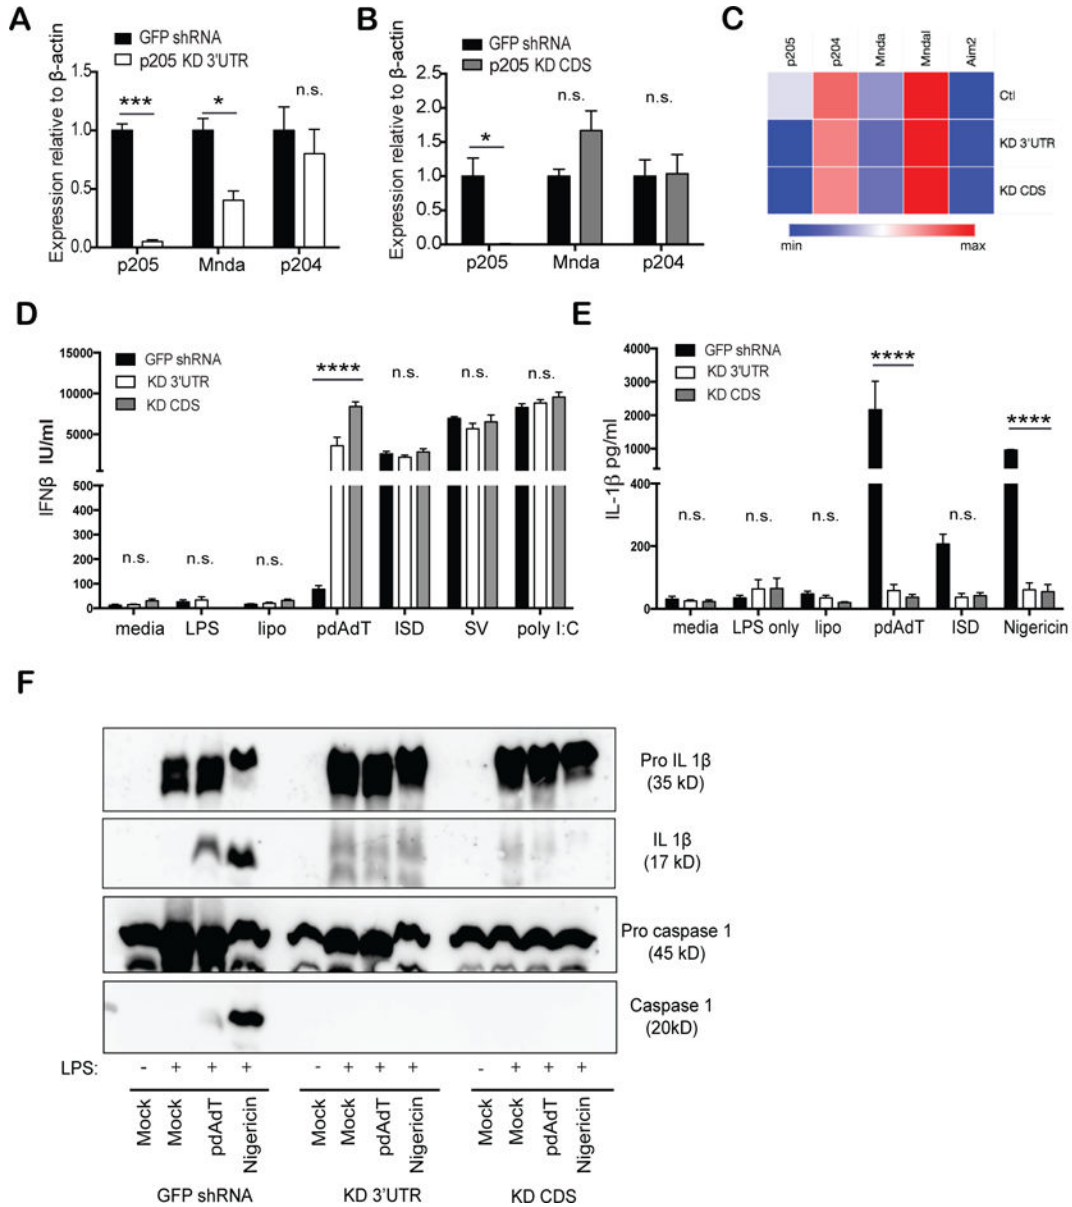 A
GFP shRNA
p205 KD 3'UTR
Expression relative to β-actin
1.5
1.0
0.5
0.0
***
*
n.s.
p205
Mnda
p204
B
GFP shRNA
p205 KD CDS
Expression relative to β-actin
2.5
2.0
1.5
1.0
0.5
0.0
*
n.s.
n.s.
p205
Mnda
p204
C
p205
p204
Mnda
Mndal
Aim2
Ctl
KD 3'UTR
KD CDS
min
max
D
GFP shRNA
KD 3'UTR
KD CDS
IFNβ IU/ml
15000
10000
5000
500
400
300
200
100
0
n.s.
n.s.
n.s.
****
n.s.
n.s.
n.s.
media
LPS
lipo
pdAdT
ISD
SV
poly I:C
E
GFP shRNA
KD 3'UTR
KD CDS
IL-1β pg/ml
4000
3000
2000
1000
400
200
0
n.s.
n.s.
n.s.
****
n.s.
****
media
LPS only
lipo
pdAdT
ISD
Nigericin
F
Pro IL 1β
(35 kD)
IL 1β
(17 kD)
Pro caspase 1
(45 kD)
Caspase 1
(20kD)
LPS: - + + + - + + + - + + +
Mock
Mock
pdAdT
Nigericin
Mock
Mock
pdAdT
Nigericin
Mock
Mock
pdAdT
Nigericin
GFP shRNA
KD 3'UTR
KD CDS